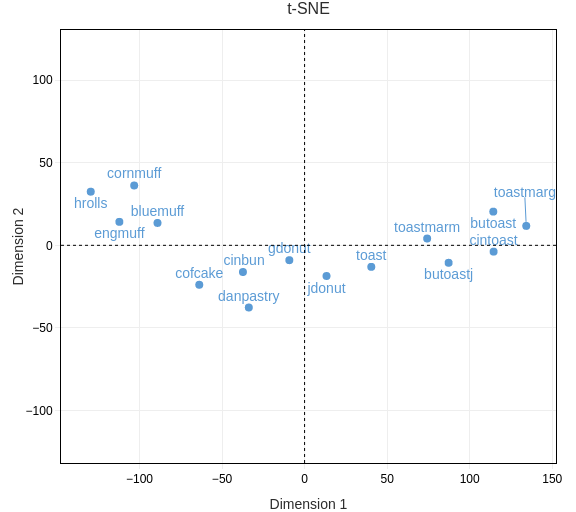 t-SNE
100
50
0
−50
−100
Dimension 2
cornmuff
hrolls
bluemuff
engmuff
toastmarg
butoast
toastmarm
cintoast
gdonut
toast
cinbun
cofcake
butoastj
jdonut
danpastry
−100
−50
0
50
100
150
Dimension 1